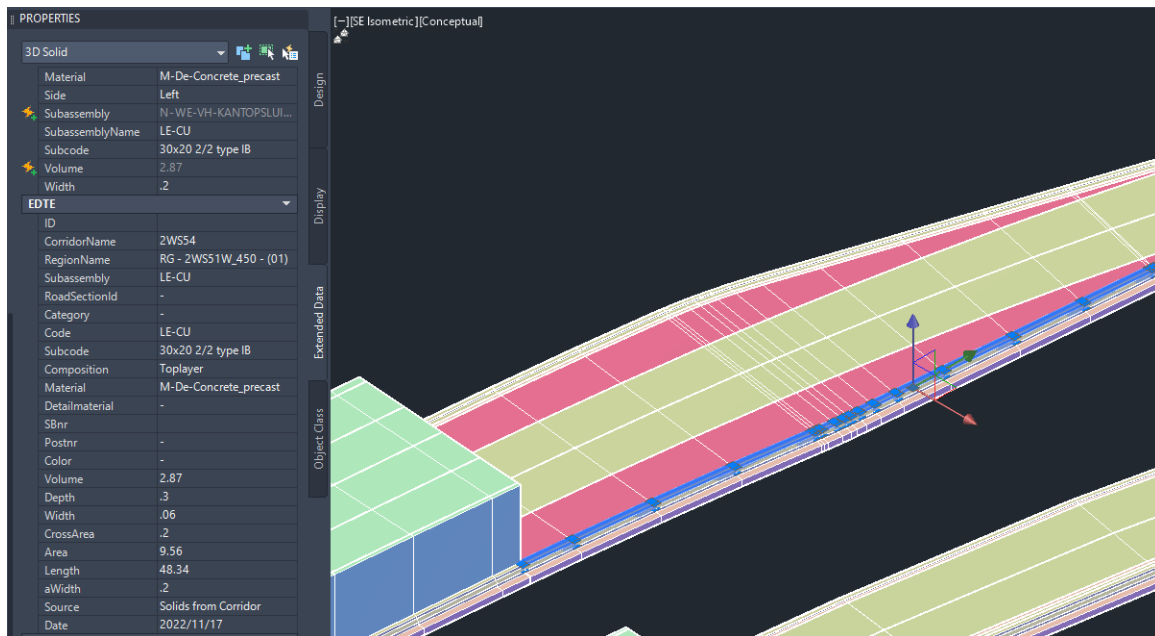 PROPERTIES
[−][SE Isometric][Conceptual]
3D Solid
Material M-De-Concrete_precast
Side Left
Subassembly N-WE-VH-KANTOPSLUI...
SubassemblyName LE-CU
Subcode 30x20 2/2 type IB
Volume 2.87
Width .2
EDTE
ID
CorridorName 2WS54
RegionName RG - 2WS51W_450 - (01)
Subassembly LE-CU
RoadSectionId -
Category -
Code LE-CU
Subcode 30x20 2/2 type IB
Composition Toplayer
Material M-De-Concrete_precast
Detailmaterial -
SBnr -
Postnr -
Color -
Volume 2.87
Depth .3
Width .06
CrossArea .2
Area 9.56
Length 48.34
aWidth .2
Source Solids from Corridor
Date 2022/11/17
Design
Display
Extended Data
Object Class